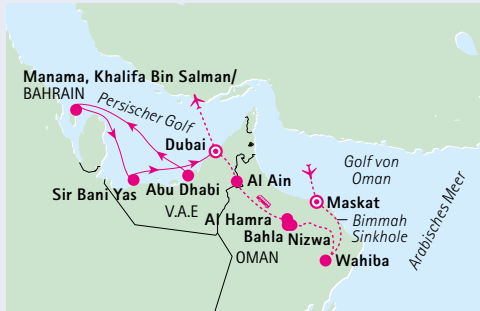 Manama, Khalifa Bin Salman/
BAHRAIN
Persischer Golf
Dubai
Golf von
Oman
Sir Bani Yas
Abu Dhabi
Al Ain
V.A.E
Maskat
Al Hamra
Bimmah
Sinkhole
Bahla
Nizwa
OMAN
Wahiba
Arabisches Meer